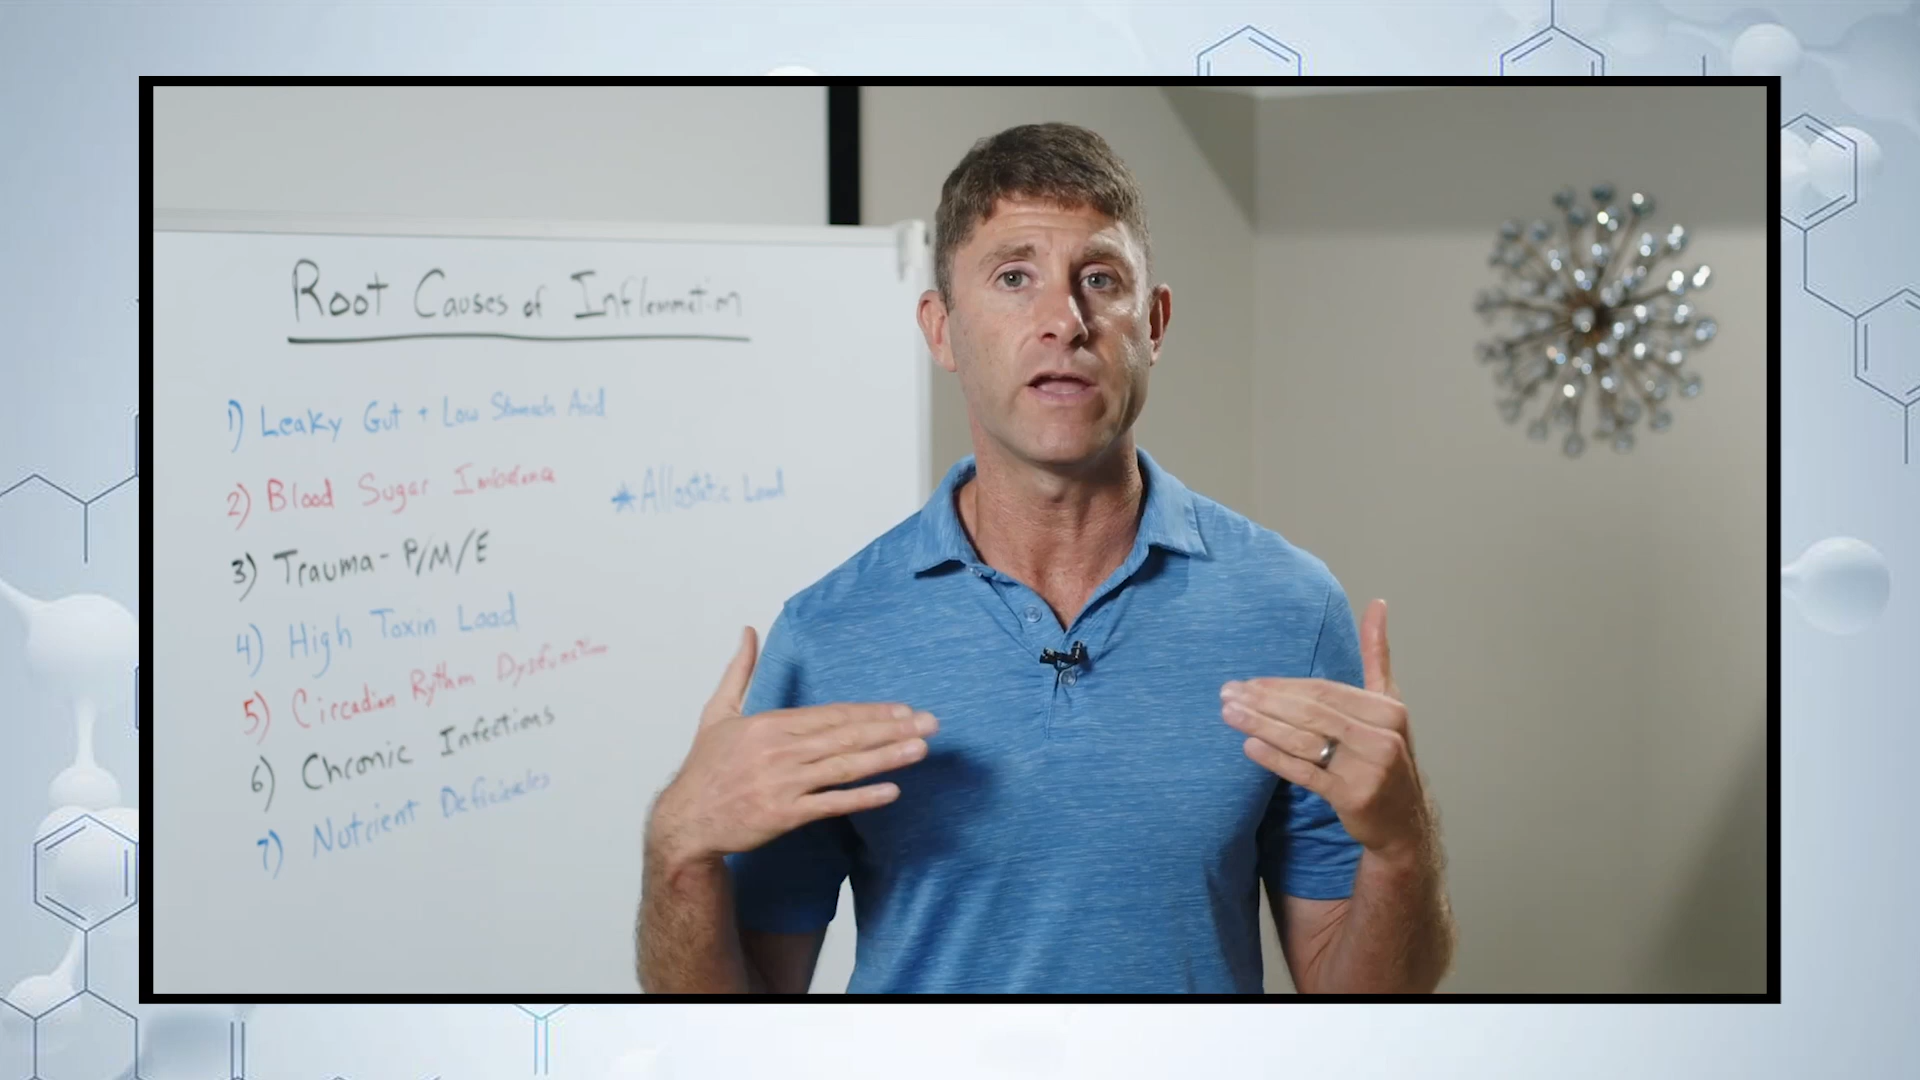 Root Causes of Inflammation
1) Leaky Gut + Low Stomach Acid
2) Blood Sugar Imbalance
*Allostatic Load
3) Trauma - P/M/E
4) High Toxin Load
5) Circadian Rythm Dysfunction
6) Chronic Infections
7) Nutrient Deficiencies